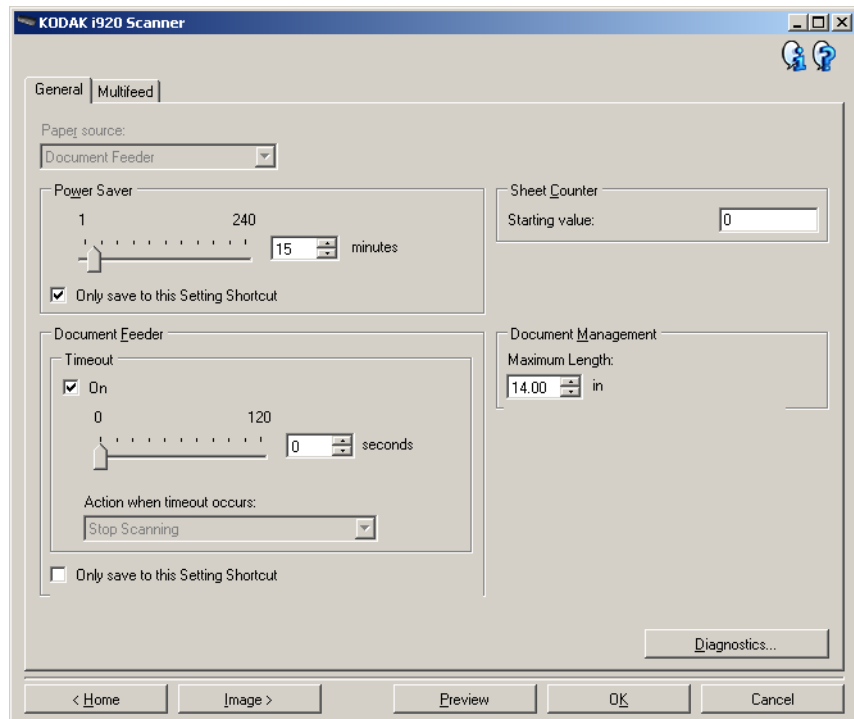 KODAK i920 Scanner
General Multifeed
Paper source:
Document Feeder
Power Saver
1 240
15 minutes
Only save to this Setting Shortcut
Sheet Counter
Starting value: 0
Document Feeder
Timeout
On
0 120
0 seconds
Action when timeout occurs:
Stop Scanning
Only save to this Setting Shortcut
Document Management
Maximum Length:
14.00 in
Diagnostics...
< Home Image > Preview OK Cancel